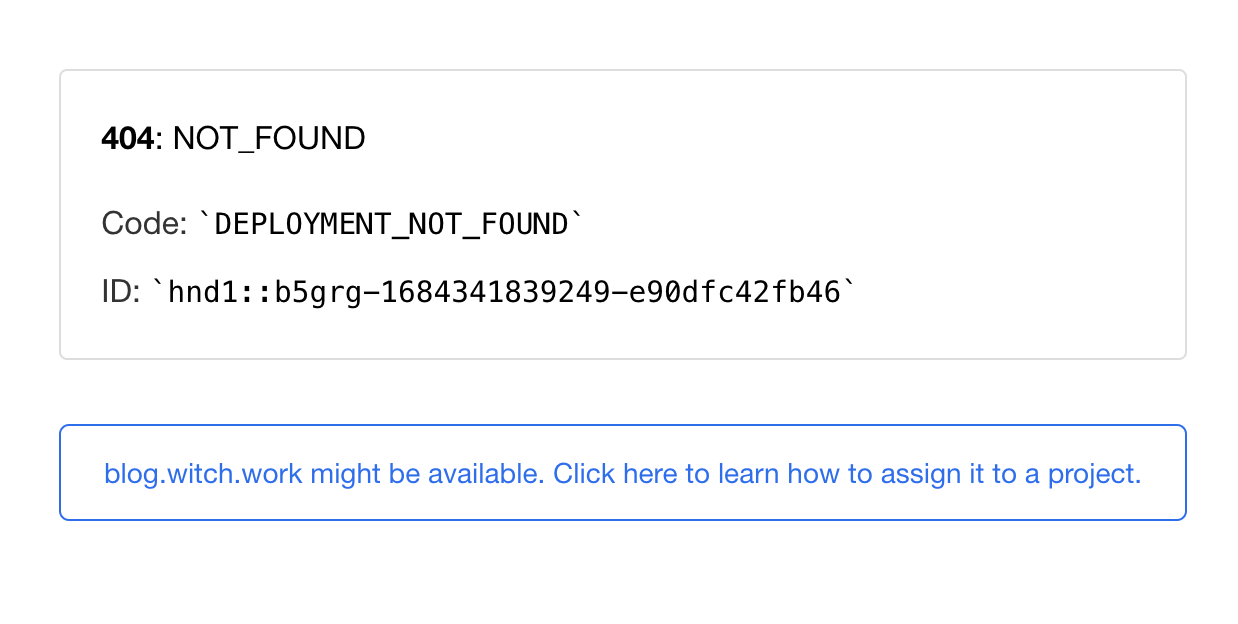 404: NOT_FOUND
Code: `DEPLOYMENT_NOT_FOUND`
ID: `hnd1::b5grg-1684341839249-e90dfc42fb46`
blog.witch.work might be available. Click here to learn how to assign it to a project.